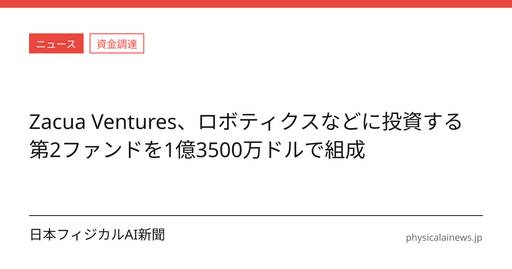 ニュース 資金調達
Zacua Ventures、ロボティクスなどに投資する
第2ファンドを1億3500万ドルで組成
日本フィジカルAI新聞 physicalainews.jp